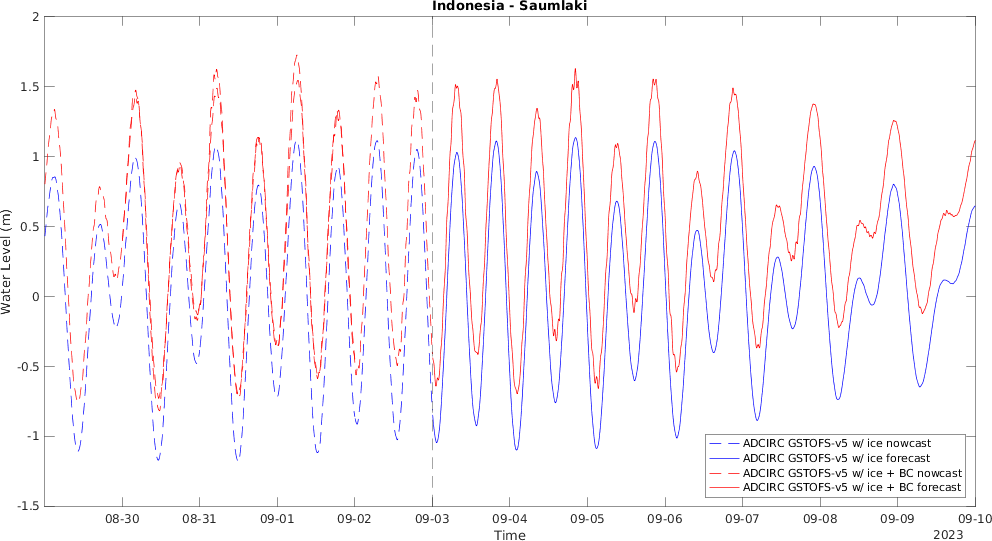 Indonesia - Saumlaki
Water Level (m)
2
1.5
1
0.5
0
-0.5
-1
-1.5
ADCIRC GSTOFS-v5 w/ ice nowcast
ADCIRC GSTOFS-v5 w/ ice forecast
ADCIRC GSTOFS-v5 w/ ice + BC nowcast
ADCIRC GSTOFS-v5 w/ ice + BC forecast
08-30 08-31 09-01 09-02 09-03 09-04 09-05 09-06 09-07 09-08 09-09 09-10
Time
2023